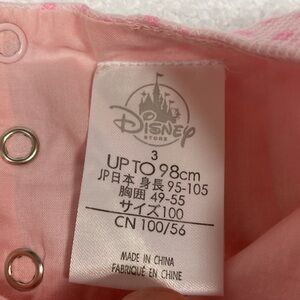 Disney
STORE
3
UP TO 98cm
JP日本 身長 95-105
胸囲 49-55
サイズ100
CN 100/56
MADE IN CHINA
FABRIQUÉ EN CHINE